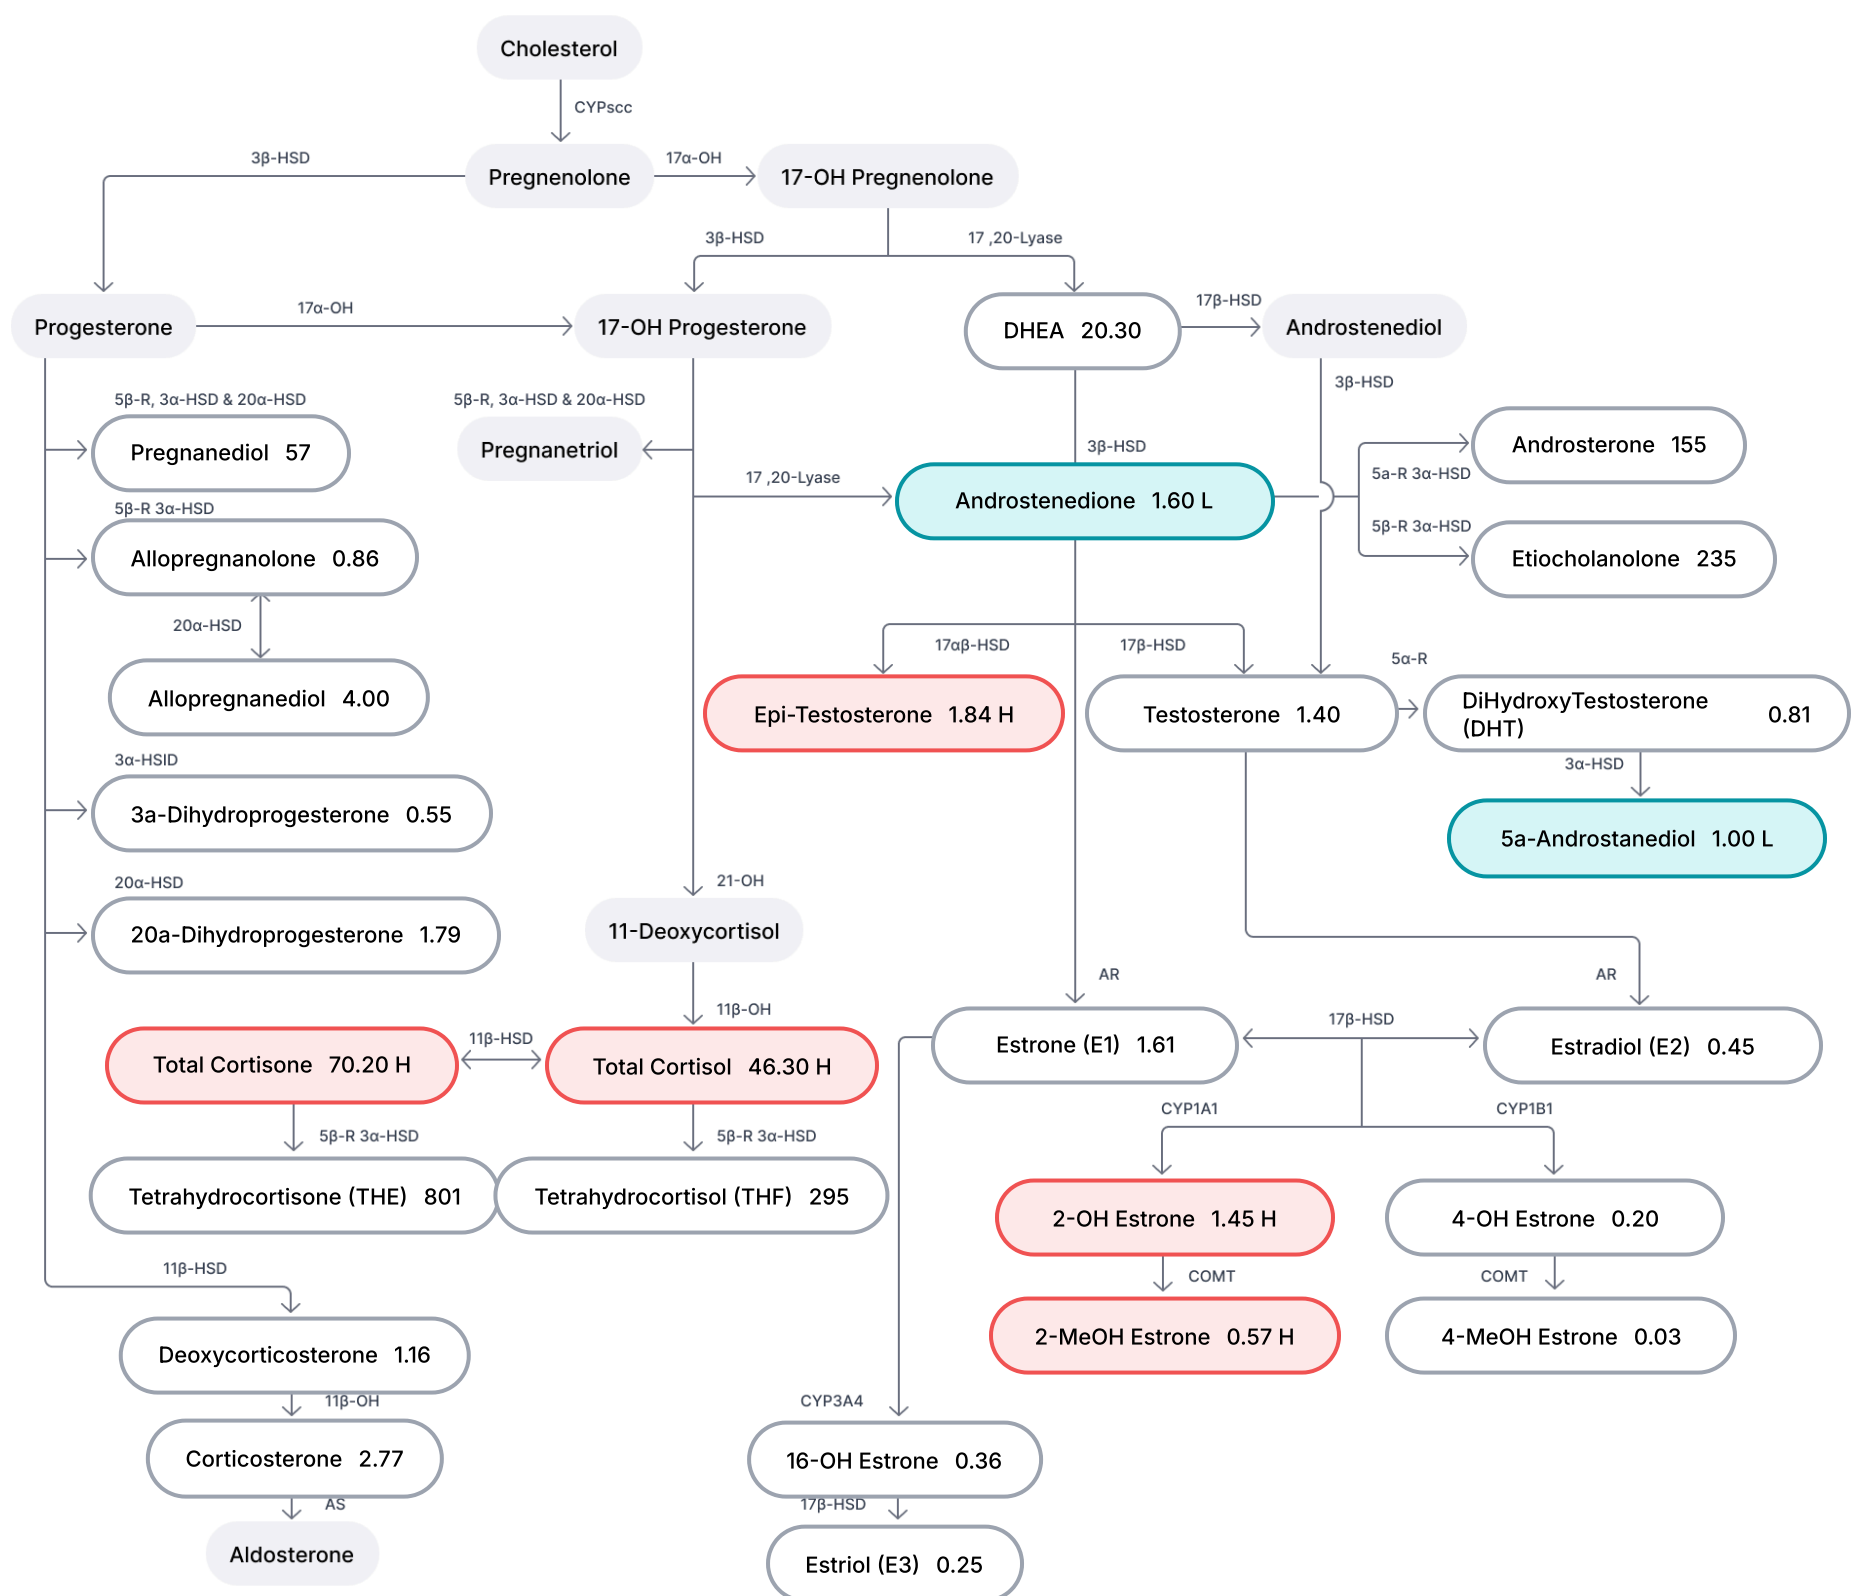 Cholesterol
CYPscc
3β-HSD
Pregnenolone
17α-OH
17-OH Pregnenolone
3β-HSD
17 ,20-Lyase
Progesterone
17α-OH
17-OH Progesterone
DHEA 20.30
17β-HSD
Androstenediol
3β-HSD
5β-R, 3α-HSD & 20α-HSD
Pregnanediol 57
5β-R, 3α-HSD & 20α-HSD
Pregnanetriol
3β-HSD
17 ,20-Lyase
Androstenedione 1.60 L
Androsterone 155
5a-R 3α-HSD
5β-R 3α-HSD
Etiocholanolone 235
5β-R 3α-HSD
Allopregnanolone 0.86
20α-HSD
Allopregnanediol 4.00
17αβ-HSD
17β-HSD
5α-R
Epi-Testosterone 1.84 H
Testosterone 1.40
DiHydroxyTestosterone
(DHT)
0.81
3α-HSD
5a-Androstanediol 1.00 L
3α-HSID
3a-Dihydroprogesterone 0.55
20α-HSD
20a-Dihydroprogesterone 1.79
21-OH
11-Deoxycortisol
11β-OH
AR
AR
Total Cortisone 70.20 H
11β-HSD
Total Cortisol 46.30 H
Estrone (E1) 1.61
17β-HSD
Estradiol (E2) 0.45
5β-R 3α-HSD
5β-R 3α-HSD
CYP1A1
CYP1B1
Tetrahydrocortisone (THE) 801
Tetrahydrocortisol (THF) 295
2-OH Estrone 1.45 H
4-OH Estrone 0.20
COMT
COMT
2-MeOH Estrone 0.57 H
4-MeOH Estrone 0.03
11β-HSD
Deoxycorticosterone 1.16
11β-OH
Corticosterone 2.77
AS
Aldosterone
CYP3A4
16-OH Estrone 0.36
17β-HSD
Estriol (E3) 0.25